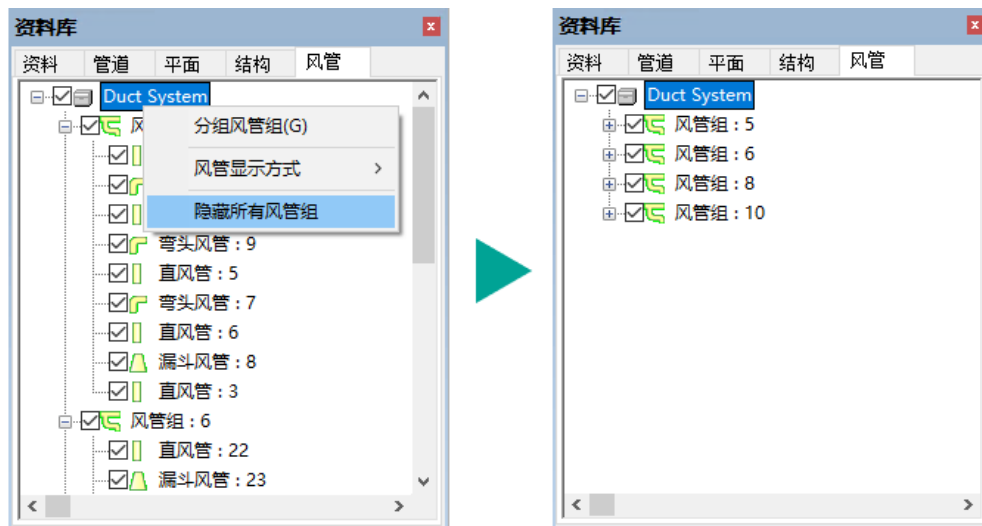 资料库
资料 管道 平面 结构 风管
Duct System
风
分组风管组(G)
风管显示方式
隐藏所有风管组
弯头风管 : 9
直风管 : 5
弯头风管 : 7
直风管 : 6
漏斗风管 : 8
直风管 : 3
风管组 : 6
直风管 : 22
漏斗风管 : 23
资料库
资料 管道 平面 结构 风管
Duct System
风管组 : 5
风管组 : 6
风管组 : 8
风管组 : 10